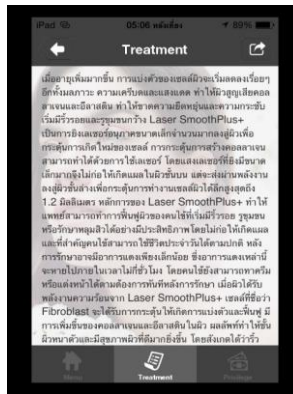 iPad
05:06 หลังเที่ยง
89%
Treatment
เมื่ออายุเพิ่มมากขึ้น การแบ่งตัวของเซลล์ผิวจะเริ่มลดลงเรื่อยๆ
อีกทั้งมลภาวะ ความเครียดและแสงแดด ทำให้ผิวสูญเสียคอล
ลาเจนและอีลาสติน ทำให้ขาดความยืดหยุ่นและความกระชับ
เริ่มมีริ้วรอยและรูขุมขนกว้าง Laser SmoothPlus+
เป็นการยิงเลเซอร์อนุภาคขนาดเล็กจำนวนมากลงสู่ผิวเพื่อ
กระตุ้นการเกิดใหม่ของเซลล์ การกระตุ้นการสร้างคอลลาเจน
สามารถทำได้ด้วยการใช้เลเซอร์ โดยแสงเลเซอร์ที่ยิงมีขนาด
เล็กมากจึงไม่ก่อให้เกิดแผลในผิวชั้นบน แต่จะส่งผ่านพลังงาน
ลงสู่ผิวชั้นล่างเพื่อกระตุ้นการทำงานเซลล์ผิวได้ลึกสูงสุดถึง
1.2 มิลลิเมตร หลักการของ Laser SmoothPlus+ ทำให้
แพทย์สามารถทำการฟื้นฟูผิวของคนไข้ที่เริ่มมีริ้วรอย รูขุมขน
หรือรักษาหลุมสิวได้อย่างมีประสิทธิภาพโดยไม่ก่อให้เกิดแผล
และที่สำคัญคนไข้สามารถใช้ชีวิตประจำวันได้ตามปกติ หลัง
การรักษาอาจมีอาการแดงเพียงเล็กน้อย ซึ่งอาการแดงเหล่านี้
จะหายไปภายในเวลาไม่กี่ชั่วโมง โดยคนไข้ยังสามารถทาครีม
หรือแต่งหน้าได้ตามต้องการทันทีหลังการรักษา เมื่อผิวได้รับ
พลังงานความร้อนจาก Laser SmoothPlus+ เซลล์ที่ชื่อว่า
Fibroblast จะได้รับการกระตุ้นให้เกิดการแบ่งตัวและฟื้นฟู มี
การเพิ่มขึ้นของคอลลาเจนและอีลาสตินในผิว ผลลัพท์ทำให้ชั้น
ผิวหนาตัวและมีสุขภาพผิวที่ดีมากยิ่งขึ้น โดยสังเกตได้ว่าริ้ว
Home
Treatment
Privilege